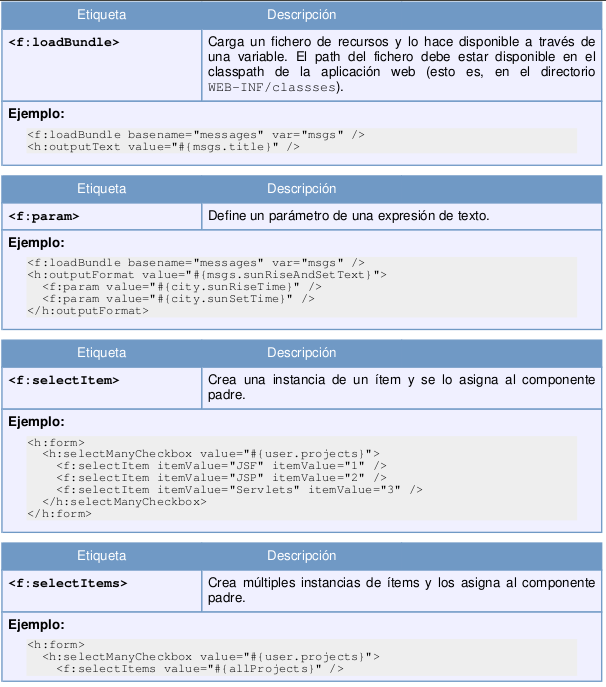 Etiqueta Descripción
<f:loadBundle> Carga un fichero de recursos y lo hace disponible a través de
una variable. El path del fichero debe estar disponible en el
classpath de la aplicación web (esto es, en el directorio
WEB-INF/classses).
Ejemplo:
<f:loadBundle basename="messages" var="msgs" />
<h:outputText value="#{msgs.title}" />
Etiqueta Descripción
<f:param> Define un parámetro de una expresión de texto.
Ejemplo:
<f:loadBundle basename="messages" var="msgs" />
<h:outputFormat value="#{msgs.sunRiseAndSetText}">
<f:param value="#{city.sunRiseTime}" />
<f:param value="#{city.sunSetTime}" />
</h:outputFormat>
Etiqueta Descripción
<f:selectItem> Crea una instancia de un ítem y se lo asigna al componente
padre.
Ejemplo:
<h:form>
<h:selectManyCheckbox value="#{user.projects}">
<f:selectItem itemValue="JSF" itemValue="1" />
<f:selectItem itemValue="JSP" itemValue="2" />
<f:selectItem itemValue="Servlets" itemValue="3" />
</h:selectManyCheckbox>
</h:form>
Etiqueta Descripción
<f:selectItems> Crea múltiples instancias de ítems y los asigna al componente
padre.
Ejemplo:
<h:form>
<h:selectManyCheckbox value="#{user.projects}">
<f:selectItems value="#{allProjects}" />